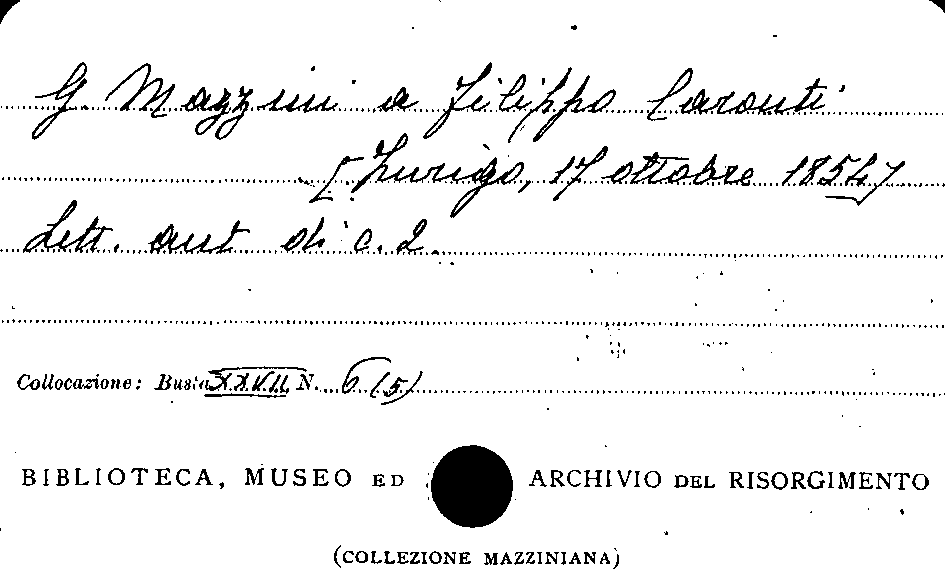 G. Mazzini a Filippo Caronti
[Zurigo, 17 ottobre 1854]
Lett. aut di c. 2.
Collocazione: Busta XXVII N. 6 (5)
BIBLIOTECA, MUSEO ED ARCHIVIO DEL RISORGIMENTO
(COLLEZIONE MAZZINIANA)